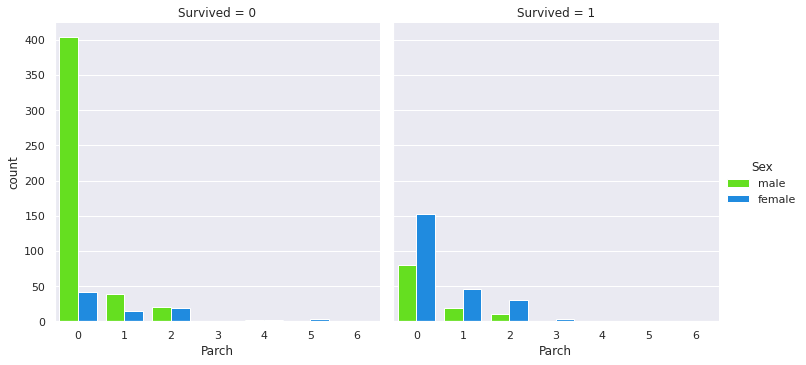 Survived = 0
Survived = 1
400
350
300
250
200
150
100
50
0
count
0 1 2 3 4 5 6
Parch
0 1 2 3 4 5 6
Parch
Sex
male
female